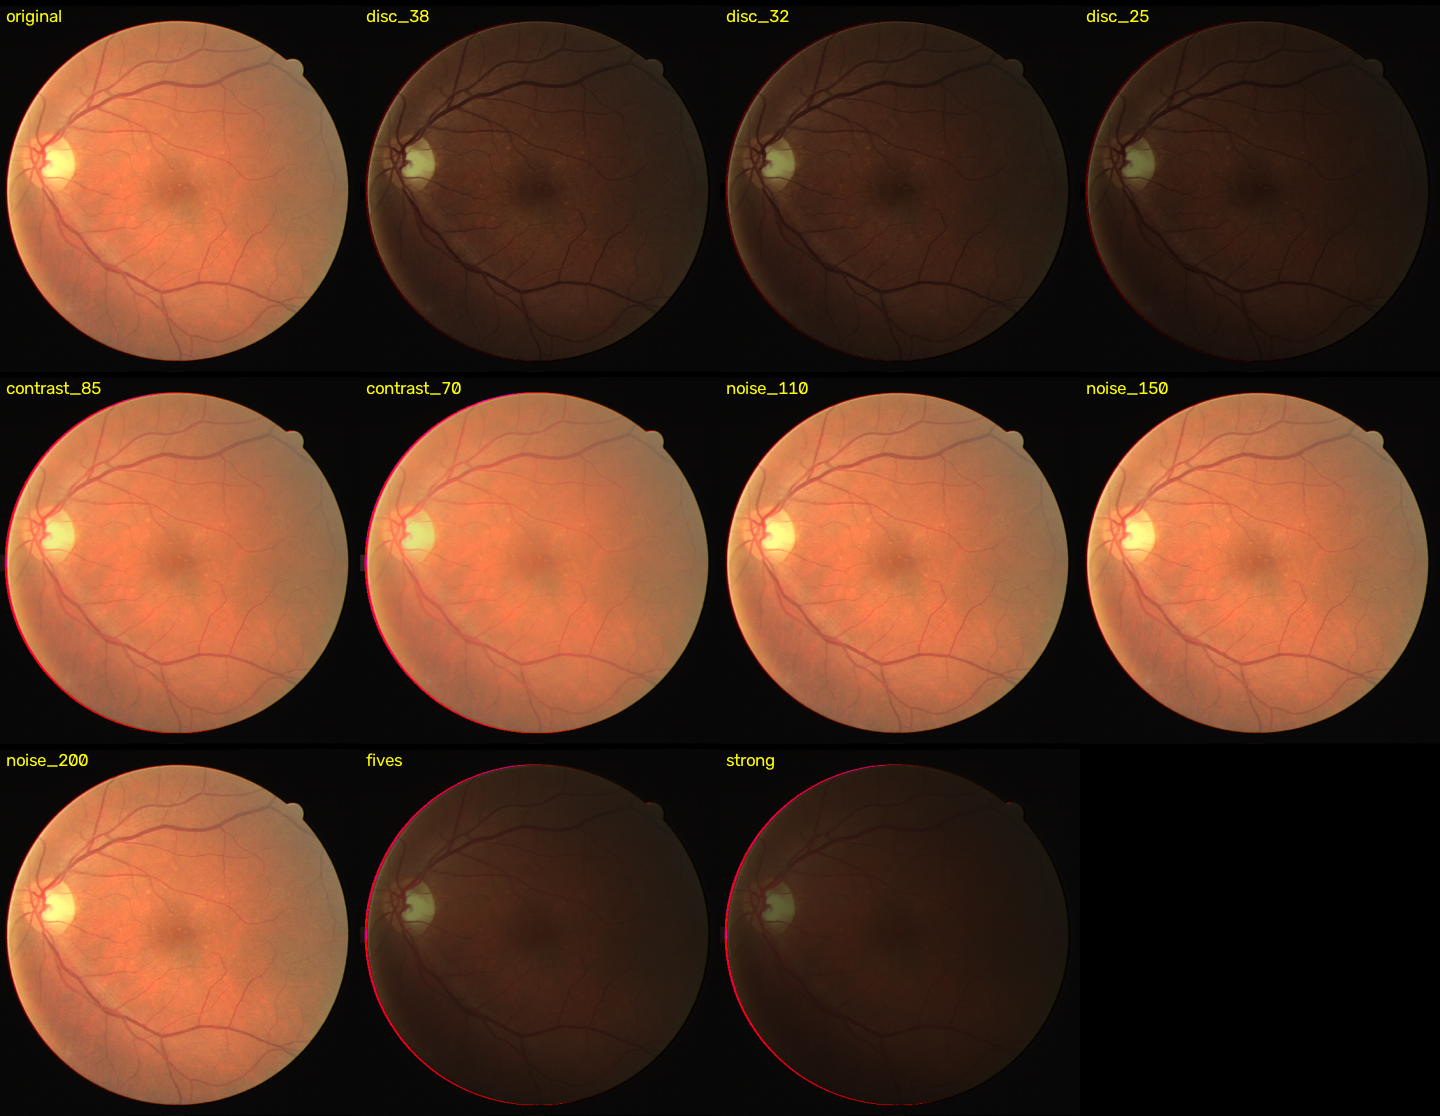 original
disc_38
disc_32
disc_25
contrast_85
contrast_70
noise_110
noise_150
noise_200
fives
strong